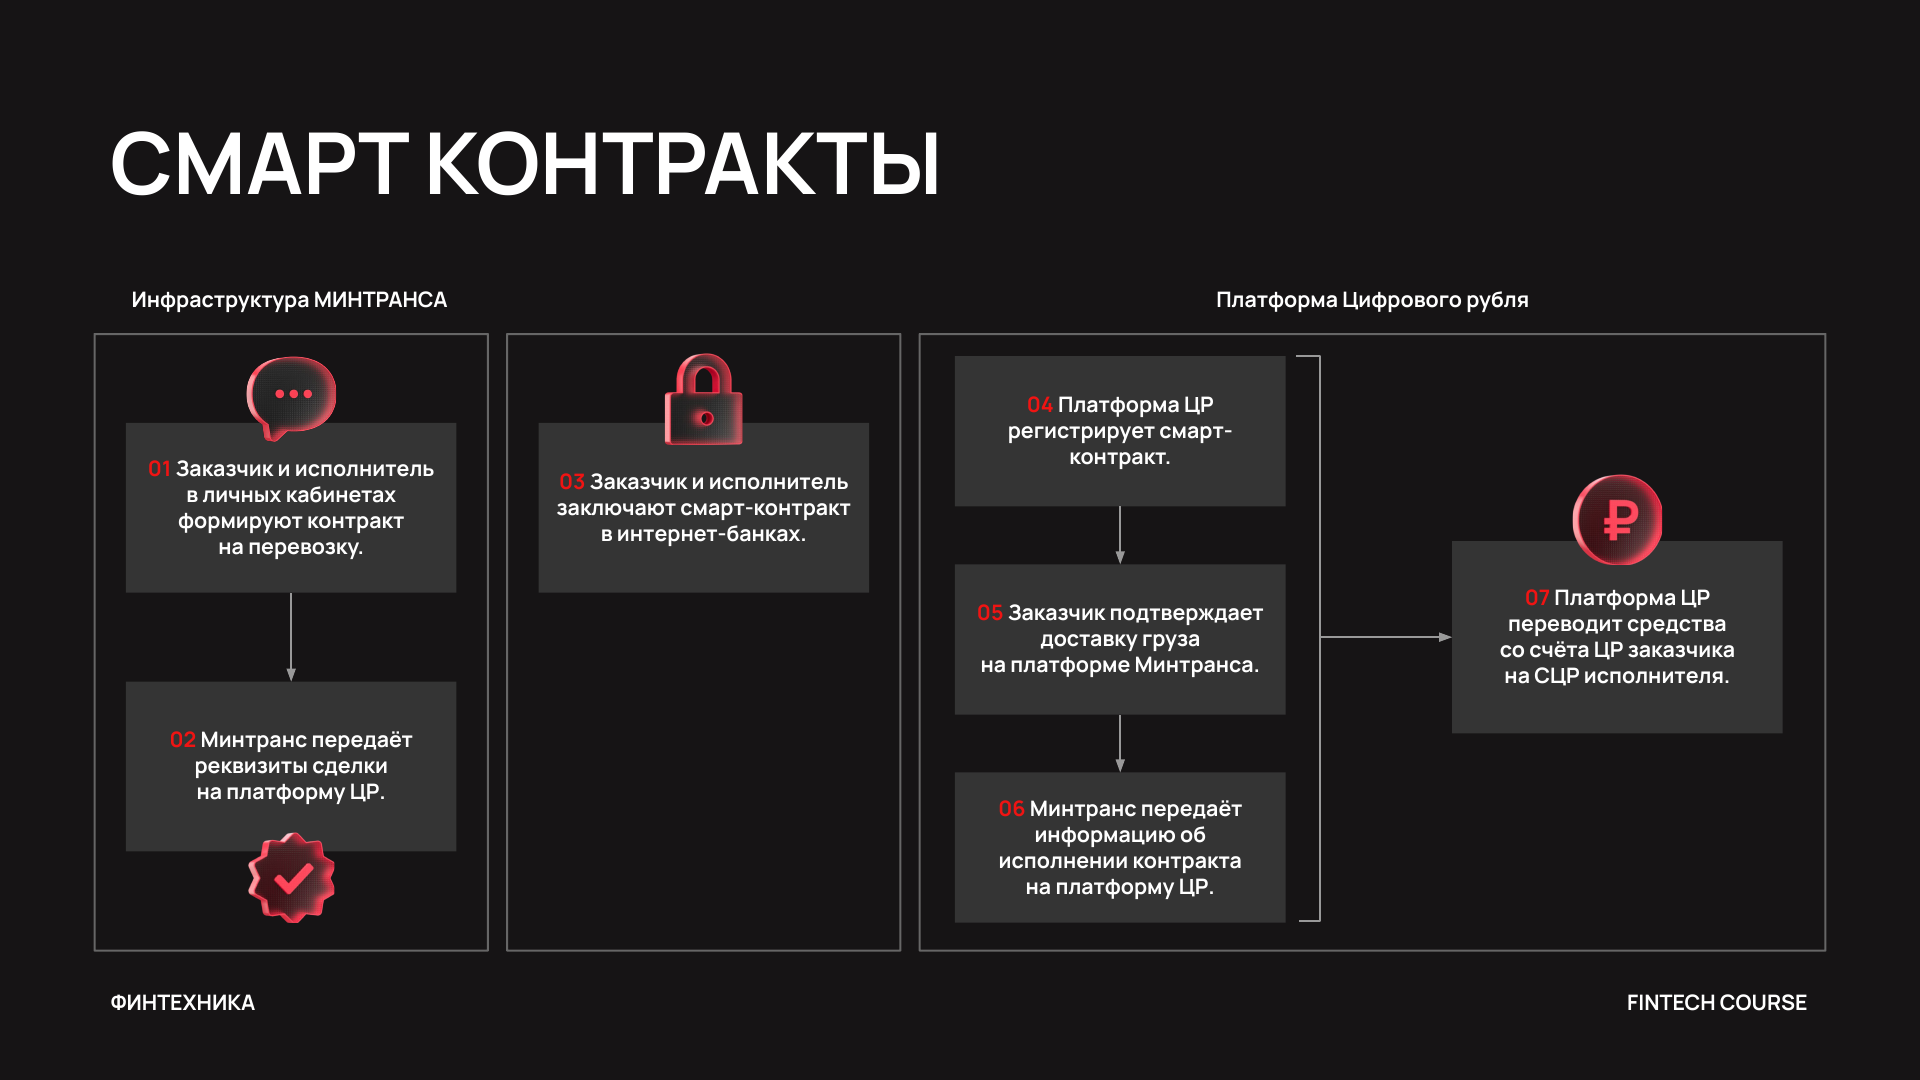 СМАРТ КОНТРАКТЫ
Инфраструктура МИНТРАНСА
01 Заказчик и исполнитель
в личных кабинетах
формируют контракт
на перевозку.
02 Минтранс передаёт
реквизиты сделки
на платформу ЦР.
03 Заказчик и исполнитель
заключают смарт-контракт
в интернет-банках.
Платформа Цифрового рубля
04 Платформа ЦР
регистрирует смарт-
контракт.
05 Заказчик подтверждает
доставку груза
на платформе Минтранса.
06 Минтранс передаёт
информацию об
исполнении контракта
на платформу ЦР.
07 Платформа ЦР
переводит средства
со счёта ЦР заказчика
на СЦР исполнителя.
ФИНТЕХНИКА
FINTECH COURSE